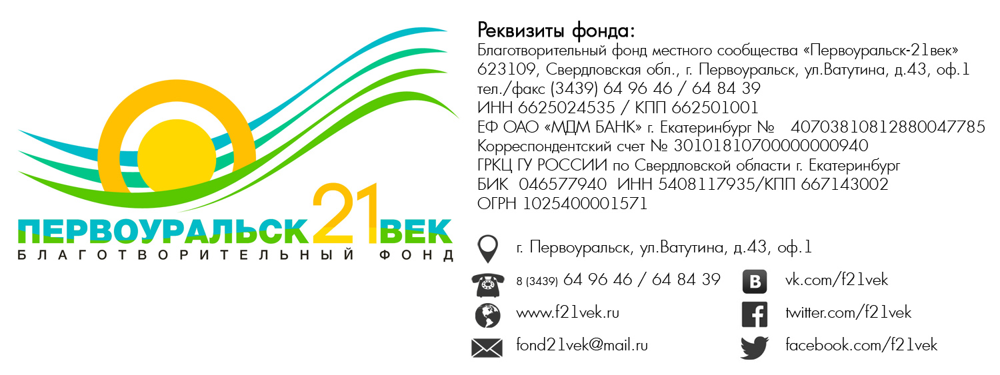 ПЕРВОУРАЛЬСК 21 ВЕК
БЛАГОТВОРИТЕЛЬНЫЙ ФОНД
Реквизиты фонда:
Благотворительный фонд местного сообщества «Первоуральск-21век»
623109, Свердловская обл., г. Первоуральск, ул.Ватутина, д.43, оф.1
тел./факс (3439) 64 96 46 / 64 84 39
ИНН 6625024535 / КПП 662501001
ЕФ ОАО «МДМ БАНК» г. Екатеринбург № 40703810812880047785
Корреспондентский счет № 30101810700000000940
ГРКЦ ГУ РОССИИ по Свердловской области г. Екатеринбург
БИК 046577940 ИНН 5408117935/КПП 667143002
ОГРН 1025400001571
г. Первоуральск, ул.Ватутина, д.43, оф.1
8 (3439) 64 96 46 / 64 84 39
www.f21vek.ru
fond21vek@mail.ru
В vk.com/f21vek
f twitter.com/f21vek
facebook.com/f21vek